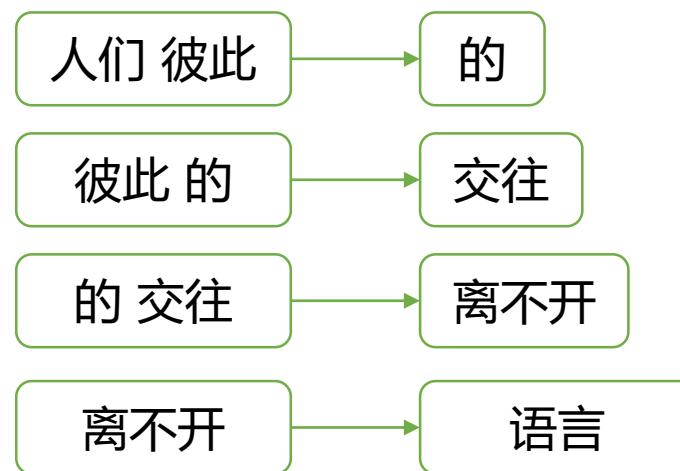 人们 彼此 的
彼此 的 交往
的 交往 离不开
离不开 语言